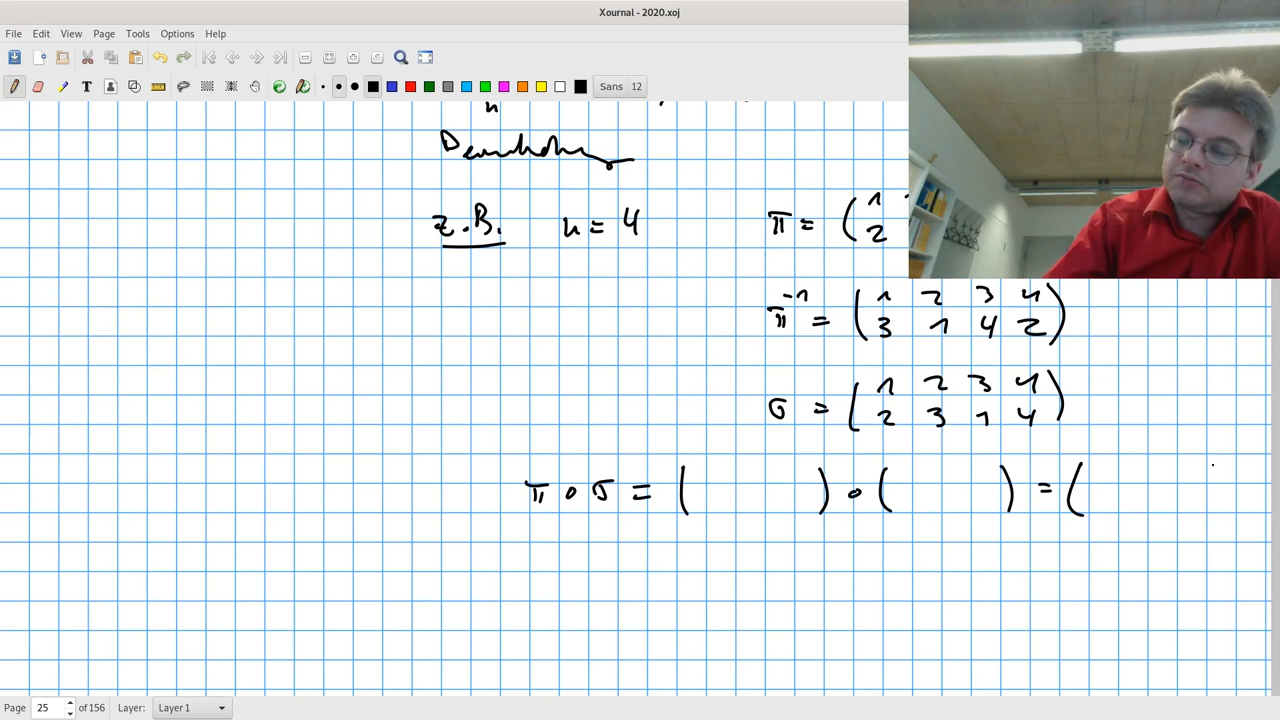 Xournal - 2020.xoj
File Edit View Page Tools Options Help
Sans 12
n
z.B. n = 4 π = ( 1
2
π⁻¹ = ( 1 2 3 4
3 1 4 2 )
σ = ( 1 2 3 4
2 3 1 4 )
π ∘ σ = ( ) ∘ ( ) = (
Page 25 of 156 Layer: Layer 1